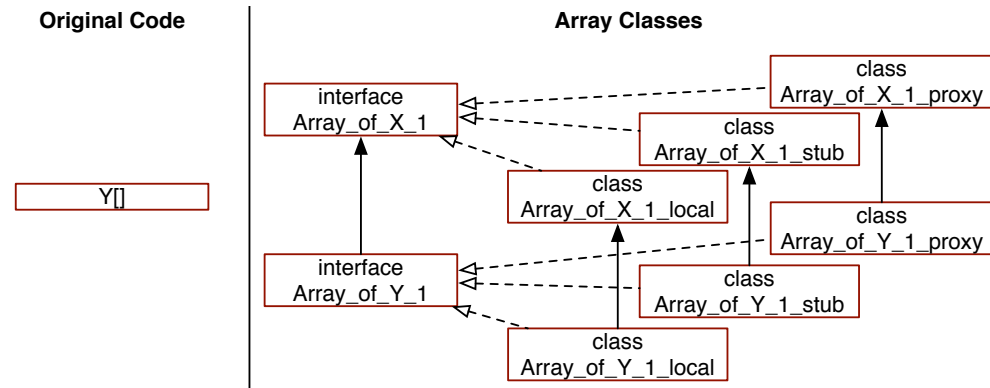 Original Code
Array Classes
Y[]
interface
Array_of_X_1
class
Array_of_X_1_proxy
class
Array_of_X_1_stub
class
Array_of_X_1_local
class
Array_of_Y_1_proxy
interface
Array_of_Y_1
class
Array_of_Y_1_stub
class
Array_of_Y_1_local